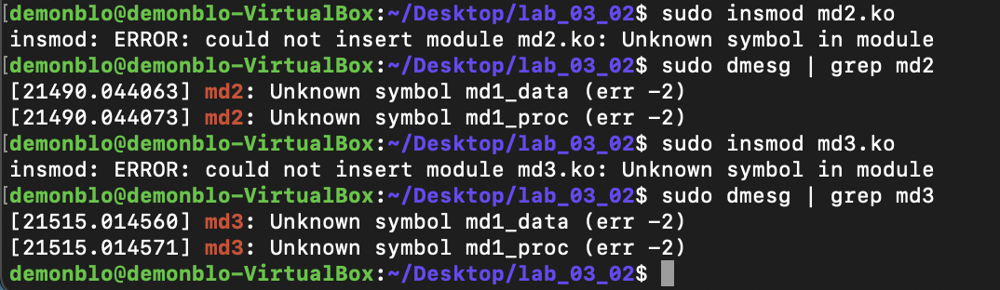 [demonblo@demonblo-VirtualBox:~/Desktop/lab_03_02$ sudo insmod md2.ko
insmod: ERROR: could not insert module md2.ko: Unknown symbol in module
[demonblo@demonblo-VirtualBox:~/Desktop/lab_03_02$ sudo dmesg | grep md2
[21490.044063] md2: Unknown symbol md1_data (err -2)
[21490.044073] md2: Unknown symbol md1_proc (err -2)
[demonblo@demonblo-VirtualBox:~/Desktop/lab_03_02$ sudo insmod md3.ko
insmod: ERROR: could not insert module md3.ko: Unknown symbol in module
[demonblo@demonblo-VirtualBox:~/Desktop/lab_03_02$ sudo dmesg | grep md3
[21515.014560] md3: Unknown symbol md1_data (err -2)
[21515.014571] md3: Unknown symbol md1_proc (err -2)
demonblo@demonblo-VirtualBox:~/Desktop/lab_03_02$